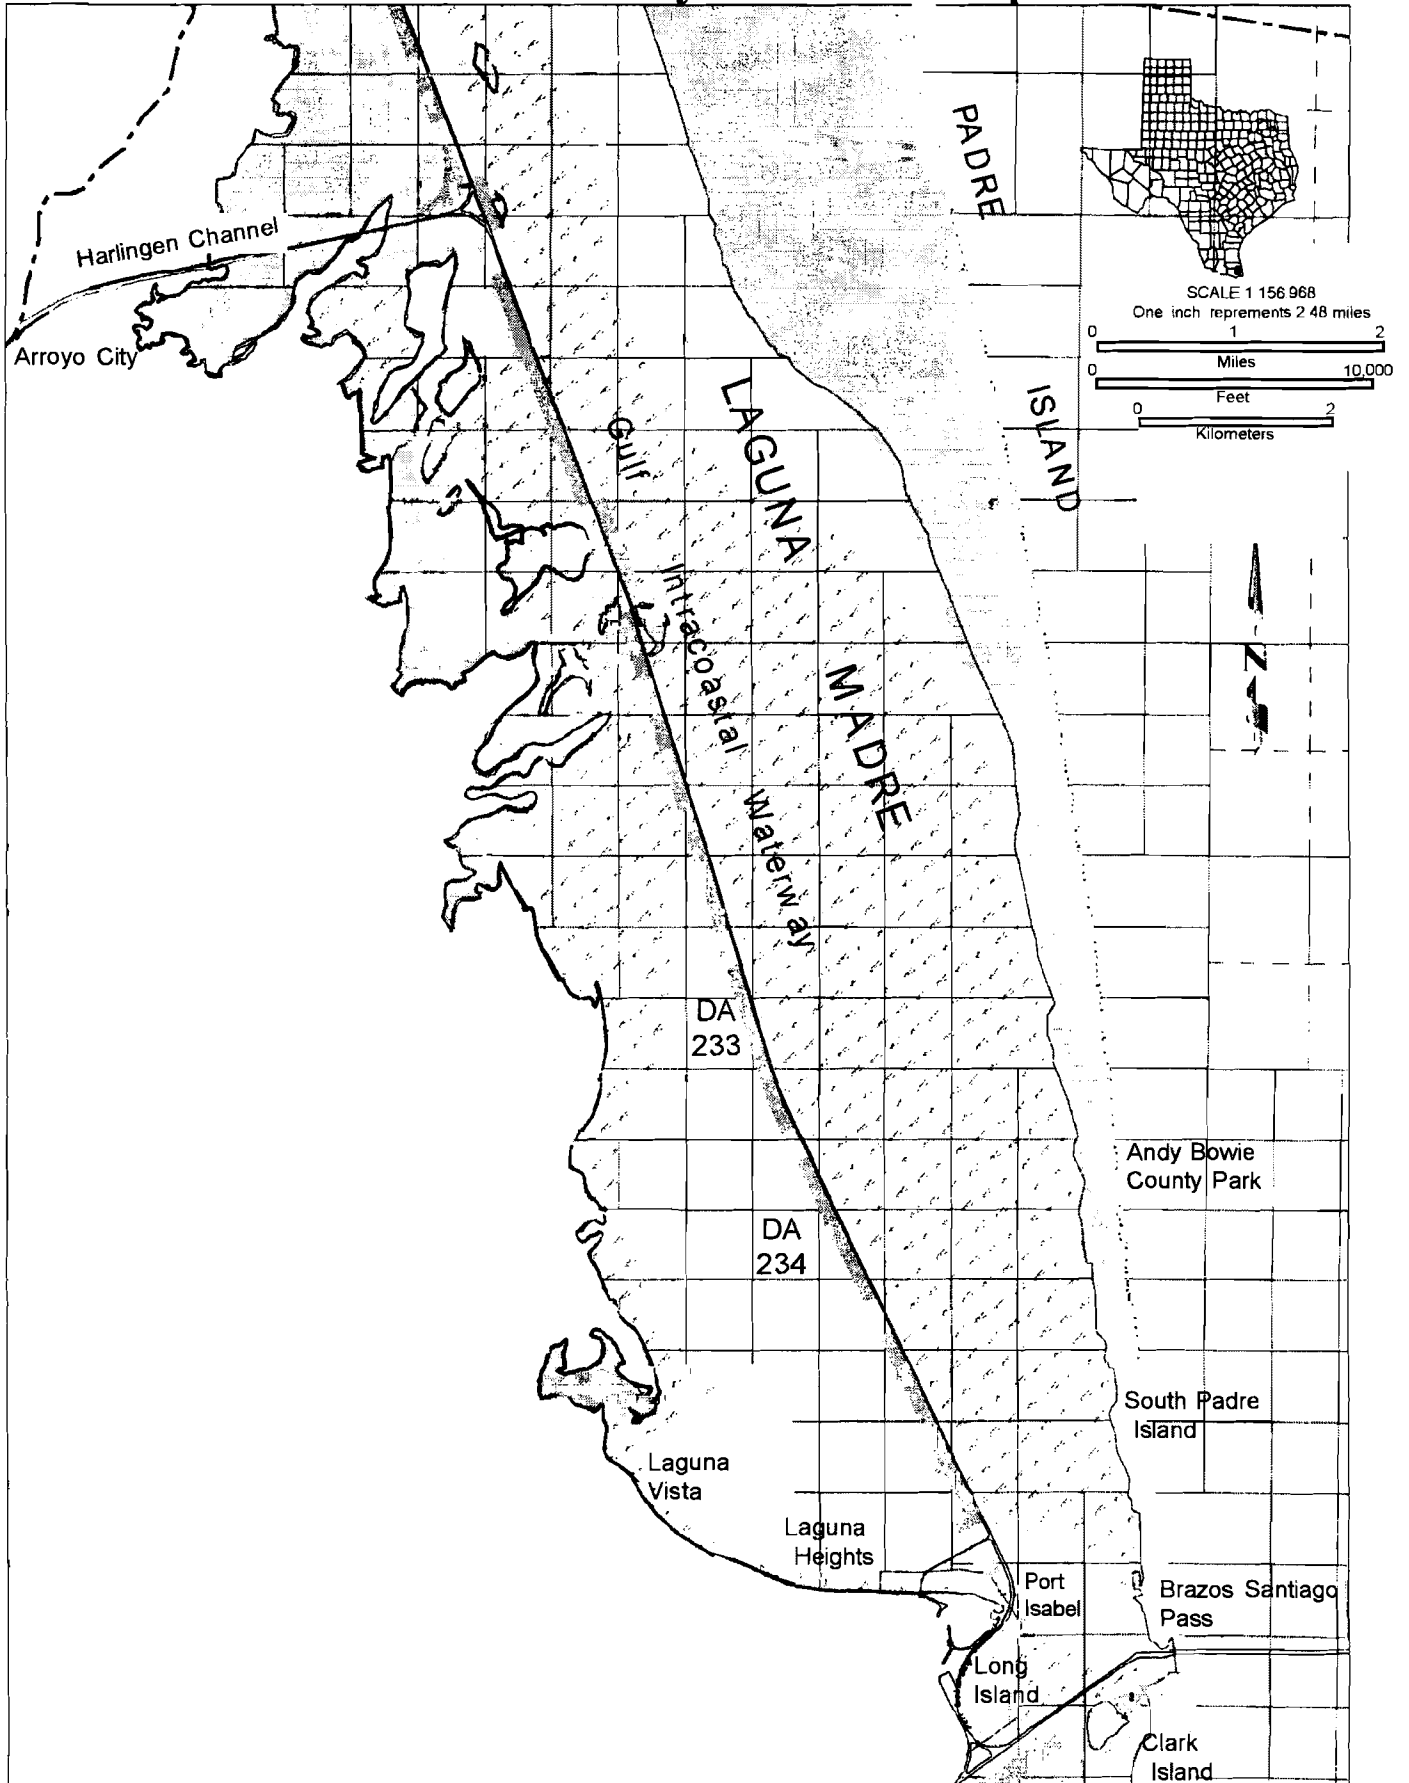 PADRE
ISLAND
Harlingen Channel
Arroyo City
SCALE 1 156 968
One inch reprements 2 48 miles
0 1 2
Miles
0 10,000
Feet
0 2
Kilometers
LAGUNA
MADRE
Gulf
Intracoastal
Waterway
N
DA
233
Andy Bowie
County Park
DA
234
South Padre
Island
Laguna
Vista
Laguna
Heights
Port
Isabel
Brazos Santiago
Pass
Long
Island
Clark
Island